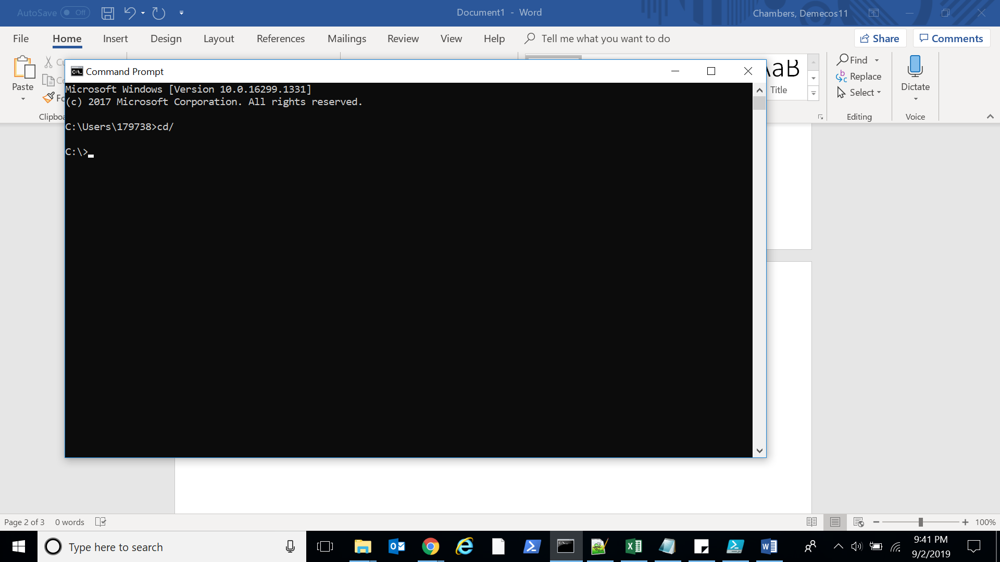 AutoSave Off
Document1 - Word
Chambers, Demecos11
File Home Insert Design Layout References Mailings Review View Help Tell me what you want to do
Share Comments
Paste
Clipboa
Command Prompt
Microsoft Windows [Version 10.0.16299.1331]
(c) 2017 Microsoft Corporation. All rights reserved.
C:\Users\179738>cd/
C:\>
AaB
Title
Find
Replace
Select
Editing
Dictate
Voice
Page 2 of 3 0 words
100%
Type here to search
9:41 PM
9/2/2019